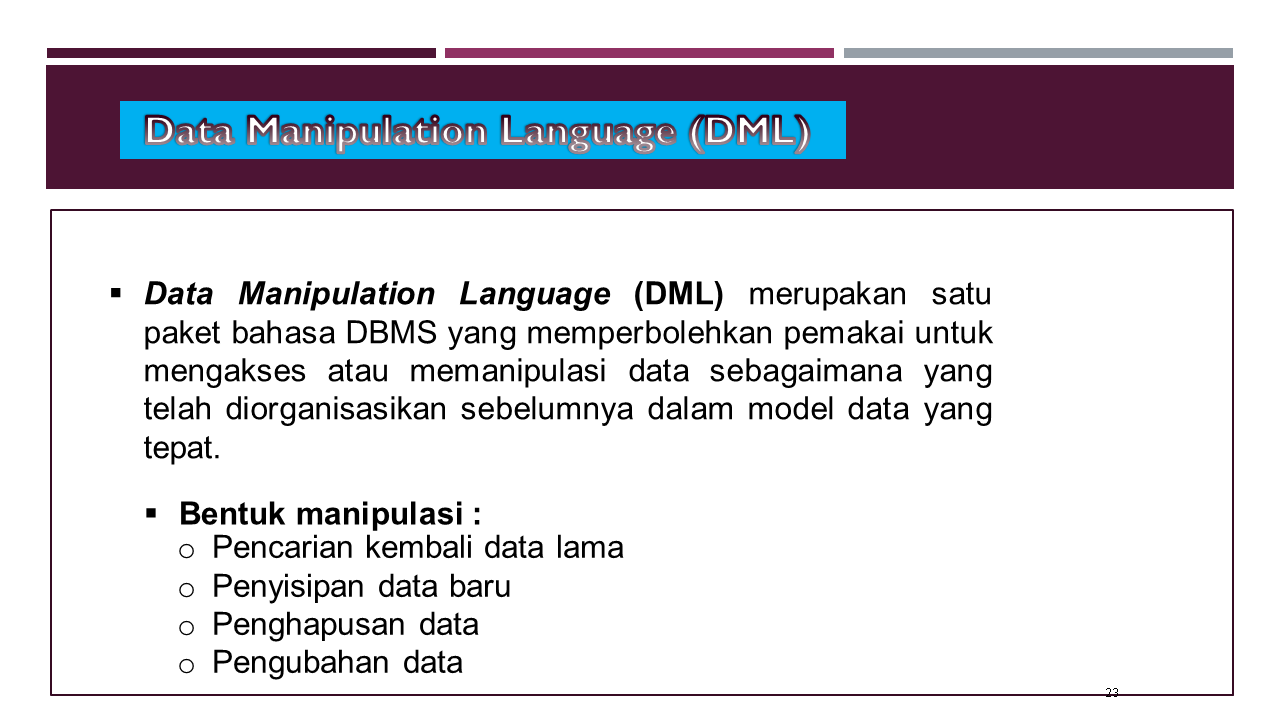 Data Manipulation Language (DML)
▪ Data Manipulation Language (DML) merupakan satu
paket bahasa DBMS yang memperbolehkan pemakai untuk
mengakses atau memanipulasi data sebagaimana yang
telah diorganisasikan sebelumnya dalam model data yang
tepat.
▪ Bentuk manipulasi :
o Pencarian kembali data lama
o Penyisipan data baru
o Penghapusan data
o Pengubahan data
23